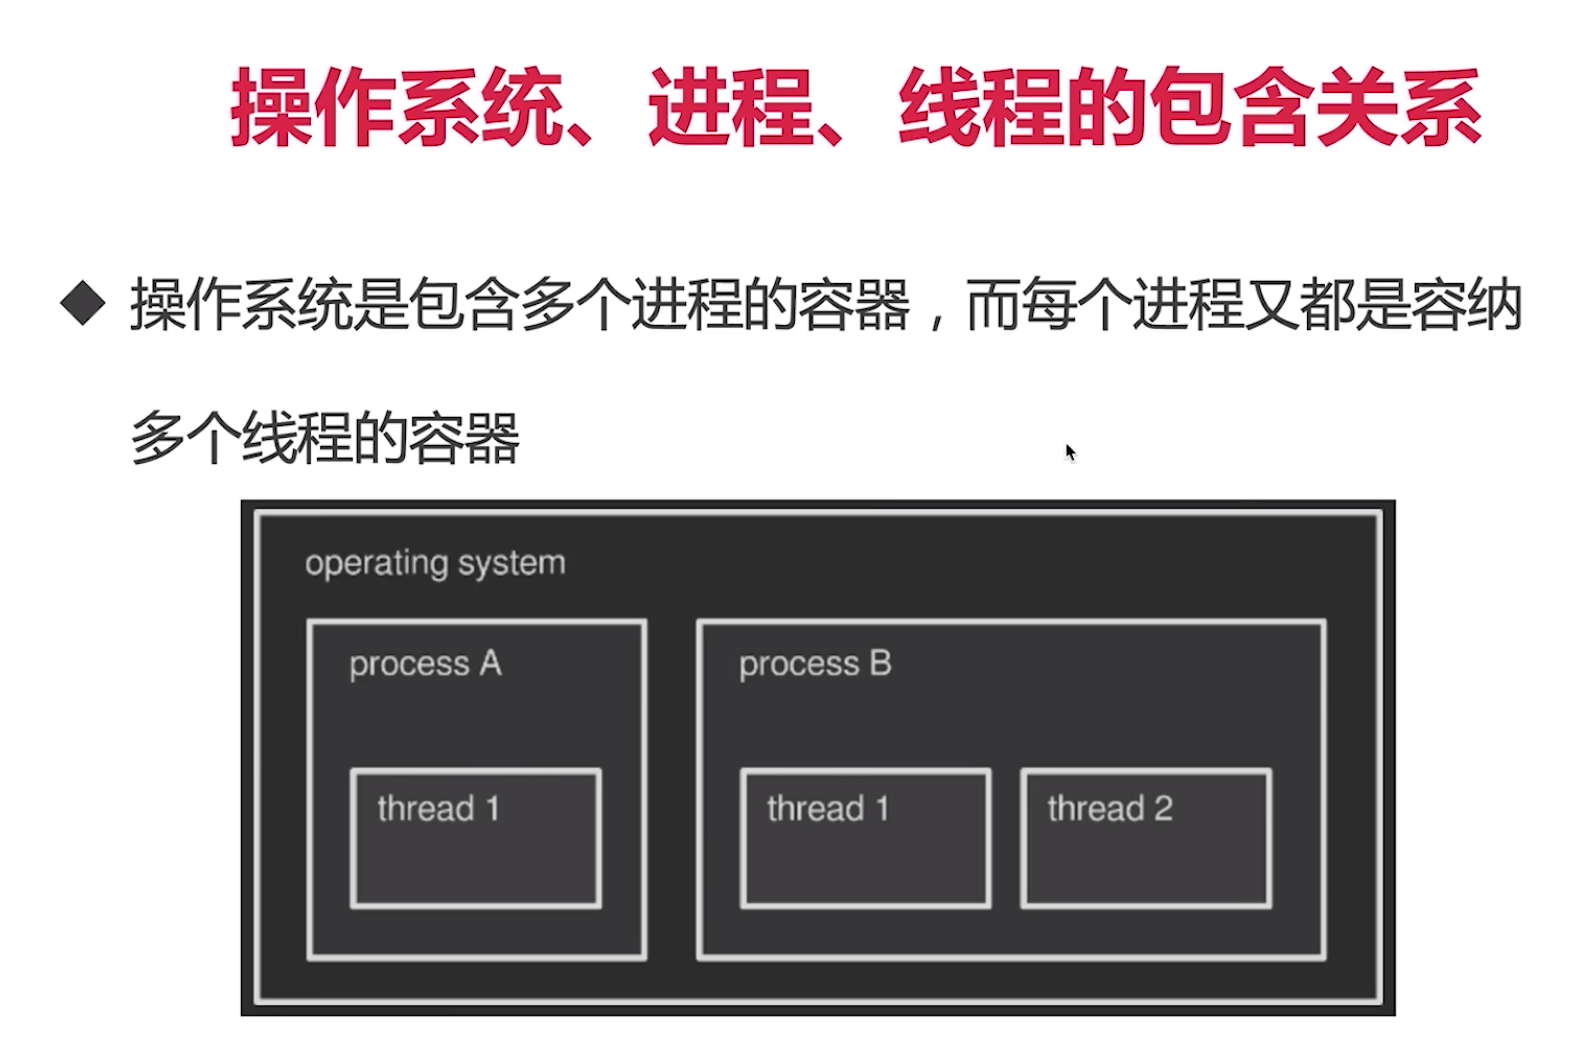 操作系统、进程、线程的包含关系
操作系统是包含多个进程的容器，而每个进程又都是容纳
多个线程的容器
operating system
process A
process B
thread 1
thread 1
thread 2